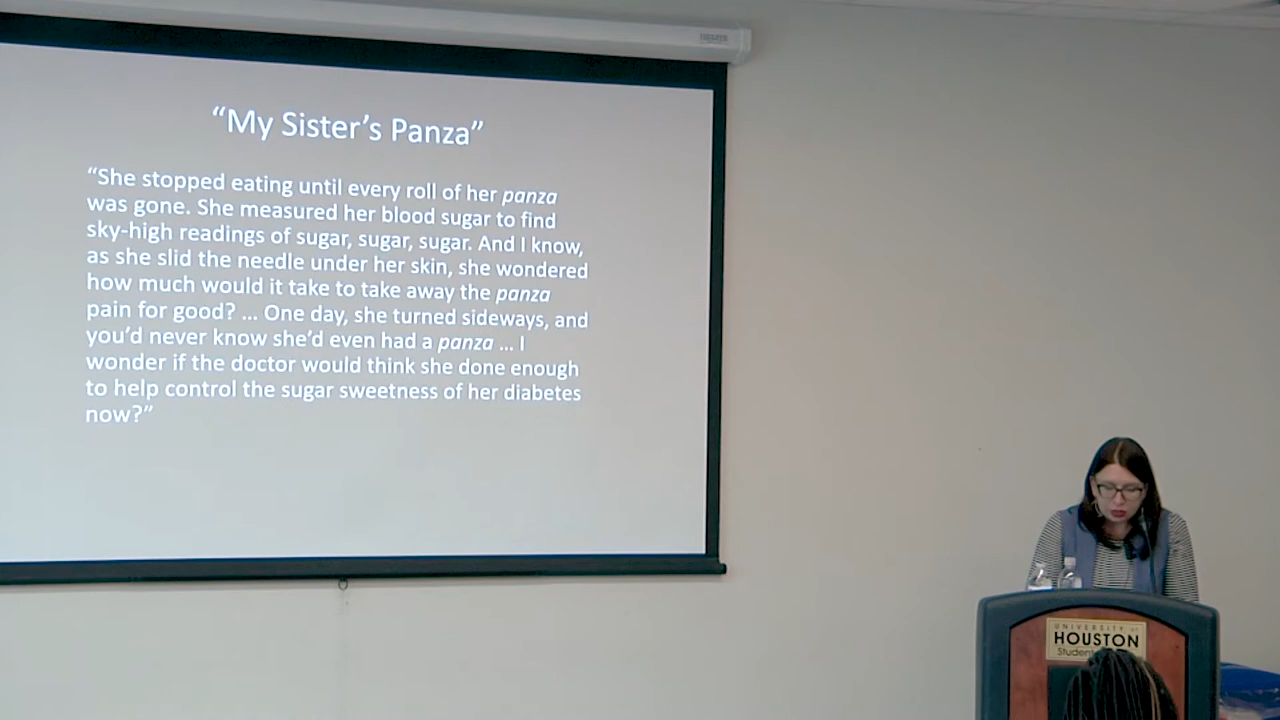 “My Sister’s Panza”
“She stopped eating until every roll of her panza
was gone. She measured her blood sugar to find
sky-high readings of sugar, sugar, sugar. And I know,
as she slid the needle under her skin, she wondered
how much would it take to take away the panza
pain for good? ... One day, she turned sideways, and
you’d never know she’d even had a panza ... I
wonder if the doctor would think she done enough
to help control the sugar sweetness of her diabetes
now?”
UNIVERSITY of
HOUSTON
Student